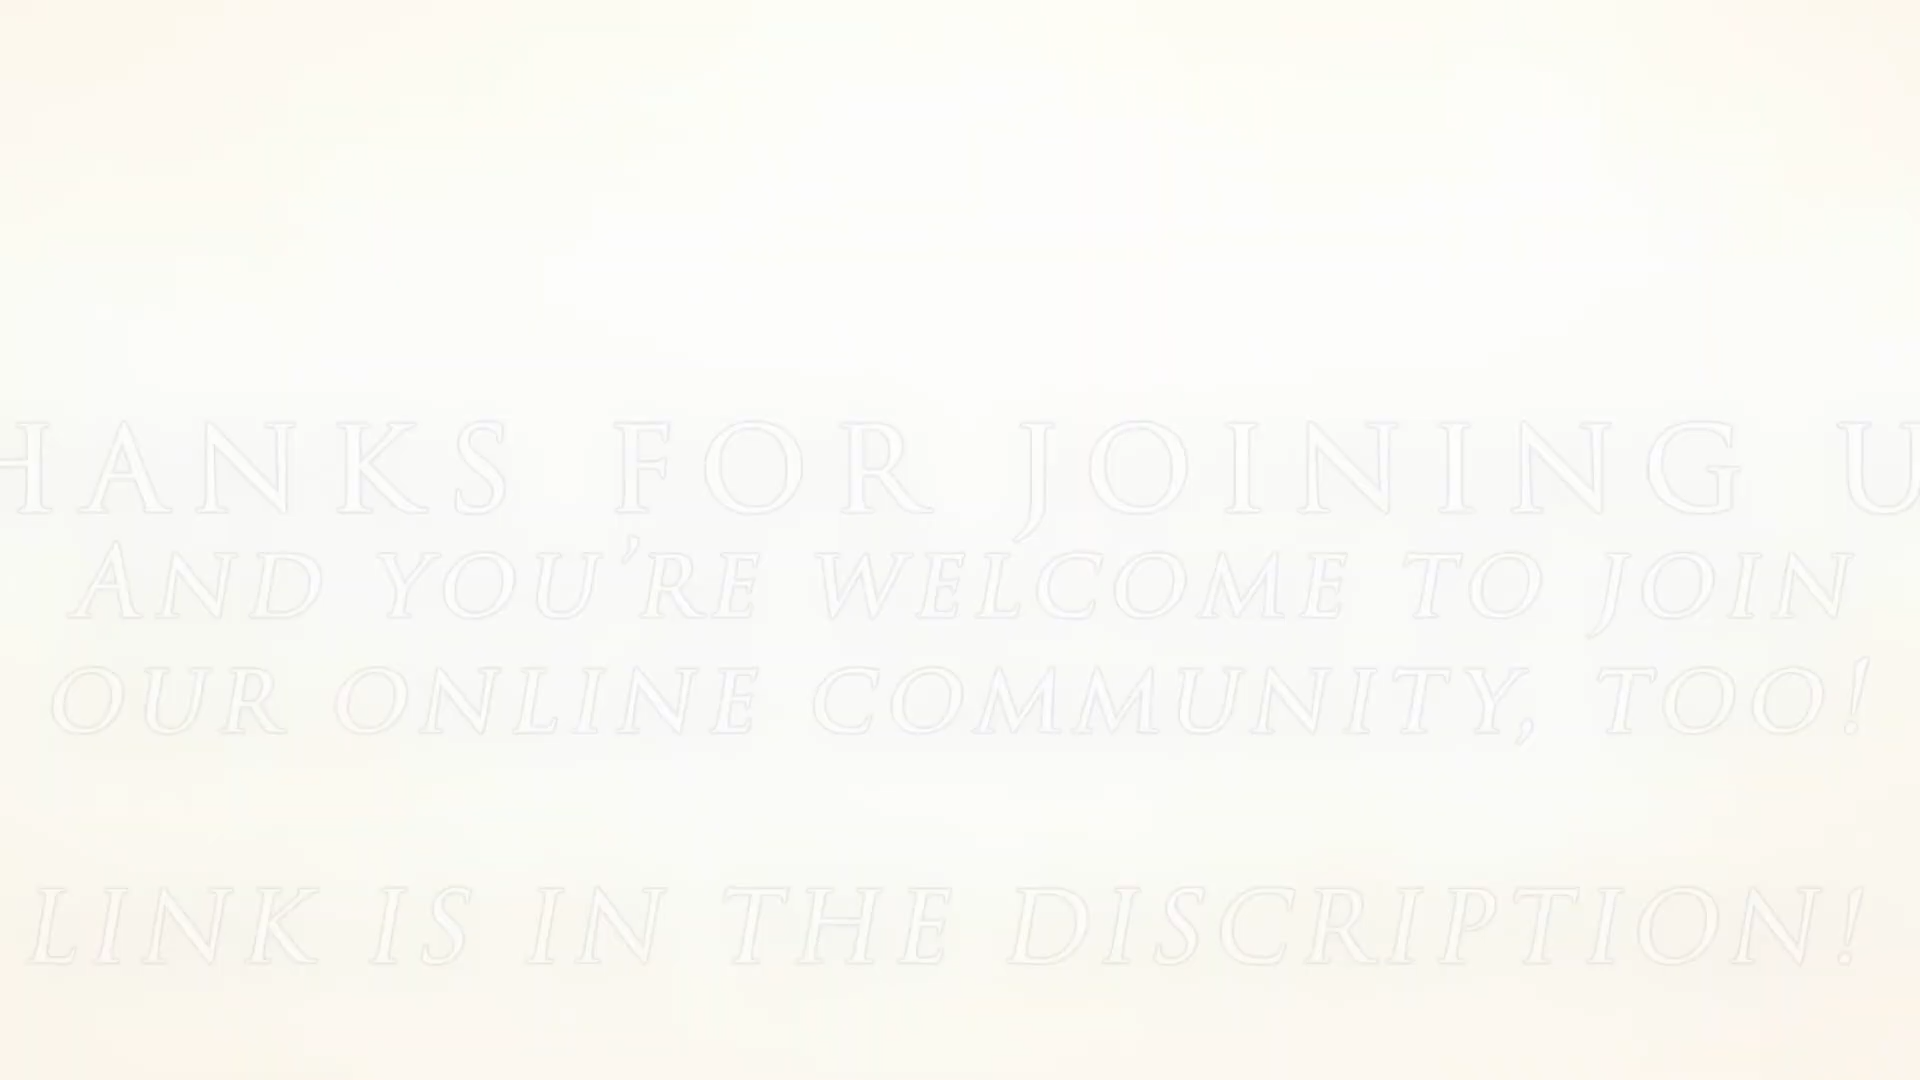 HANKS FOR JOINING U
AND YOU'RE WELCOME TO JOIN
OUR ONLINE COMMUNITY, TOO!
LINK IS IN THE DISCRIPTION!